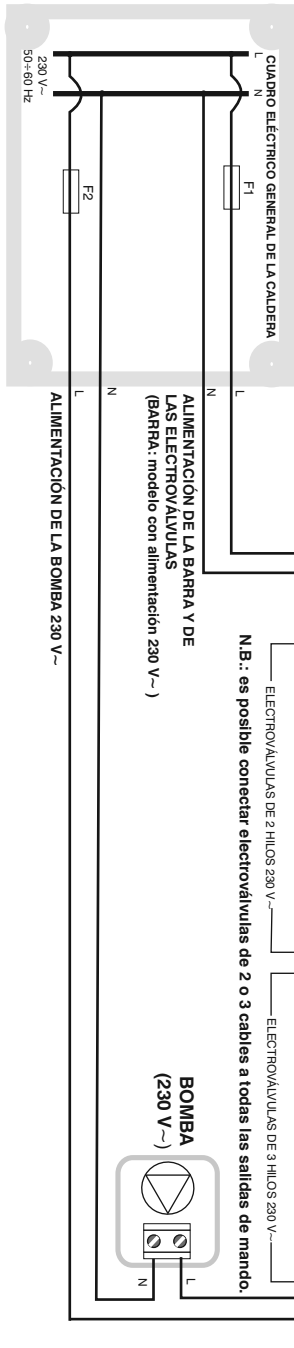 CUADRO ELÉCTRICO GENERAL DE LA CALDERA
L
N
F1
F2
230 V~
50÷60 Hz
L
N
ALIMENTACIÓN DE LA BARRA Y DE
LAS ELECTROVÁLVULAS
(BARRA: modelo con alimentación 230 V~ )
N
L
ALIMENTACIÓN DE LA BOMBA 230 V~
ELECTROVÁLVULAS DE 2 HILOS 230 V~
ELECTROVÁLVULAS DE 3 HILOS 230 V~
N.B.: es posible conectar electroválvulas de 2 o 3 cables a todas las salidas de mando.
BOMBA
(230 V~)
L
N